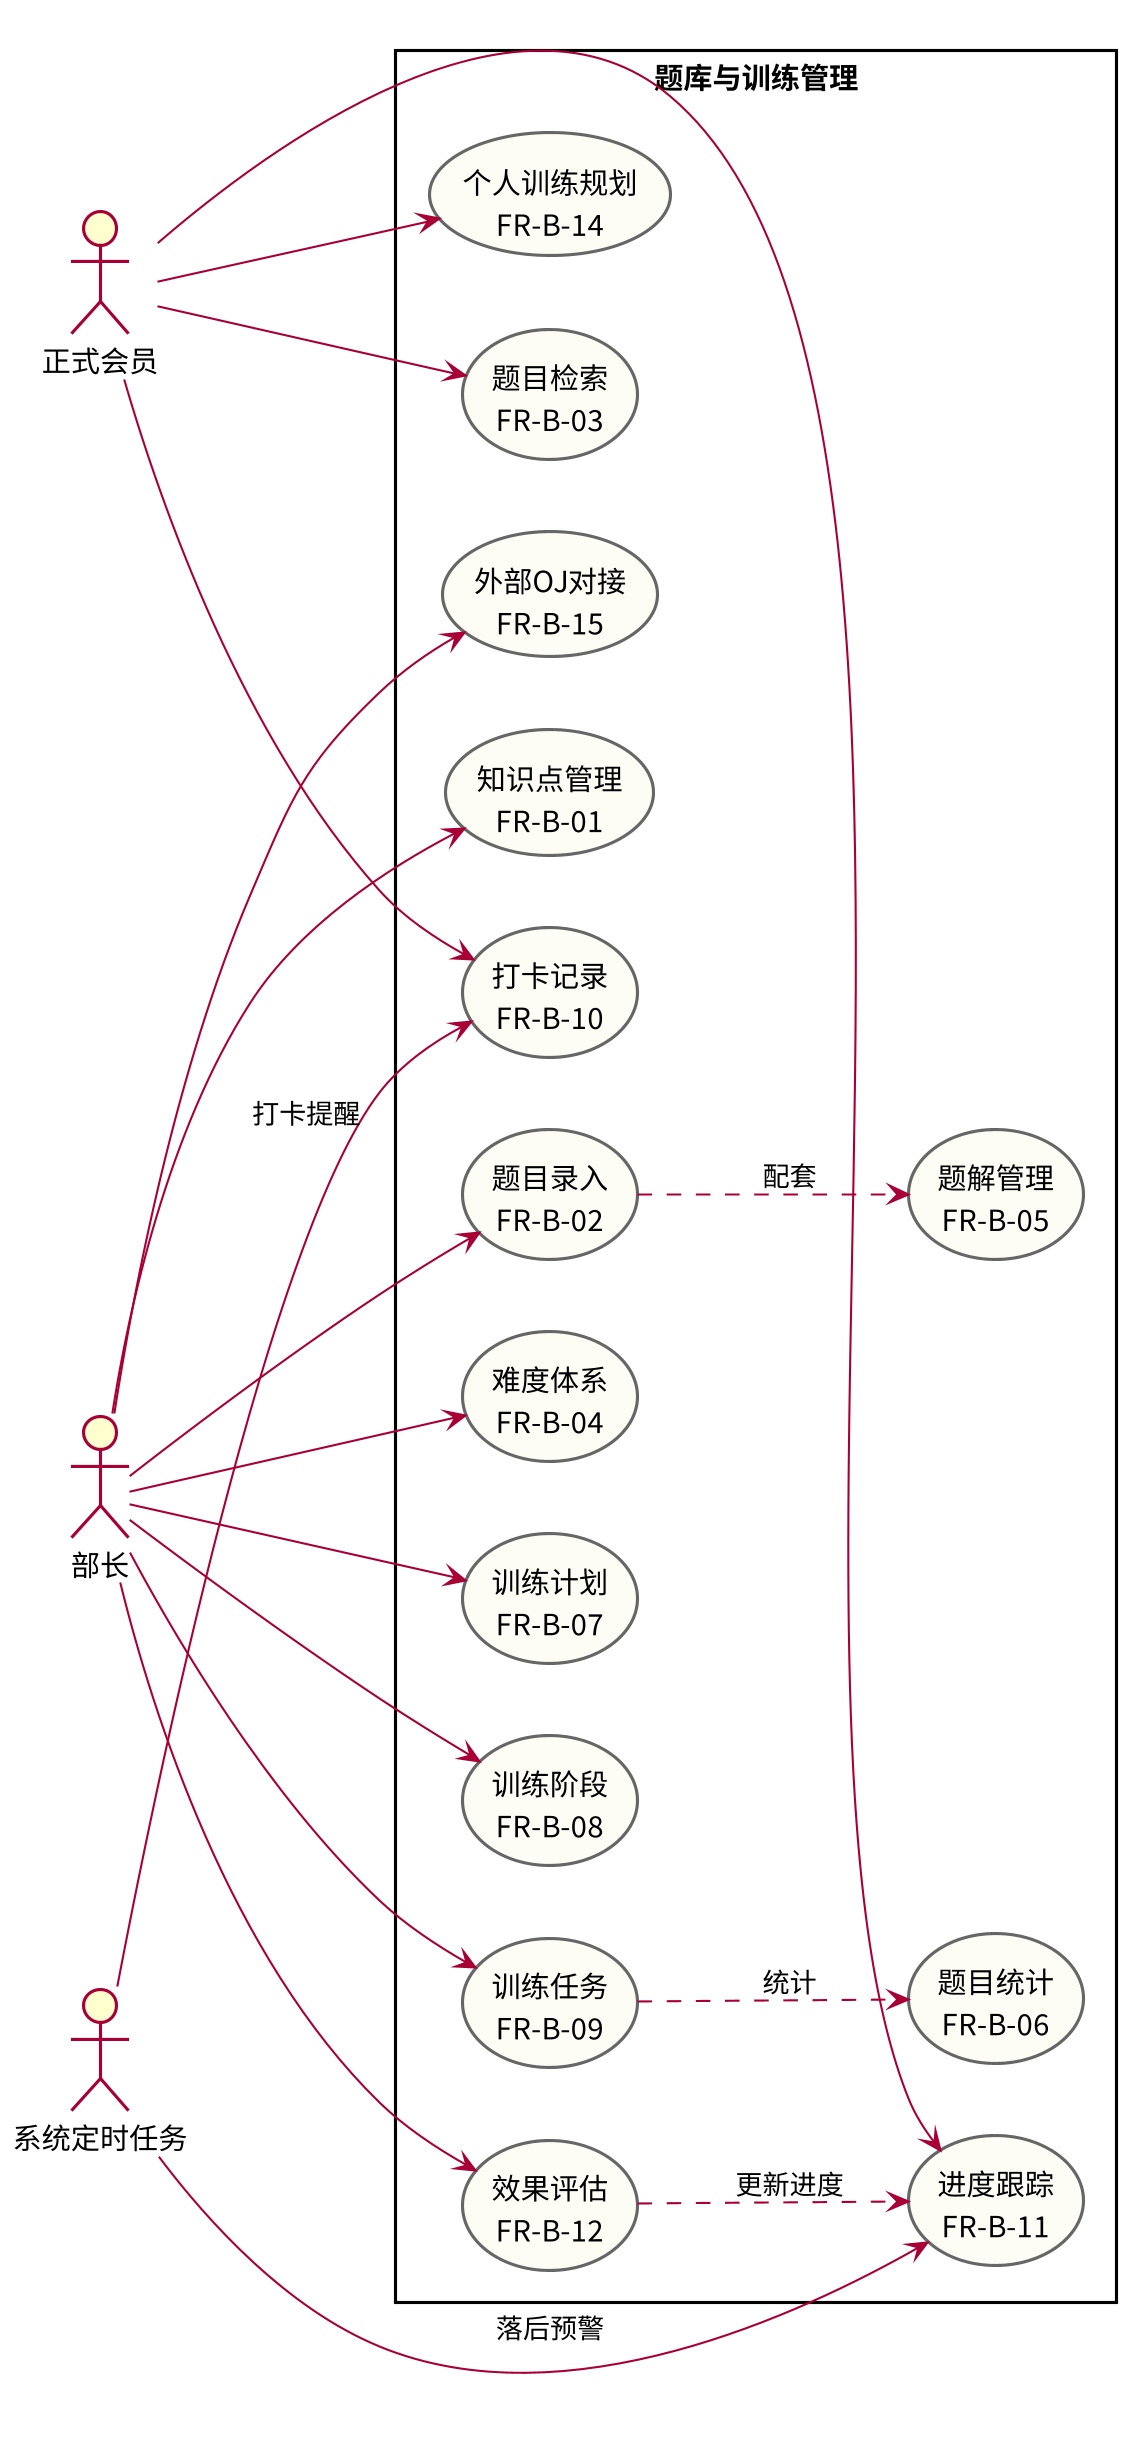 题库与训练管理
个人训练规划
FR-B-14
正式会员
题目检索
FR-B-03
外部OJ对接
FR-B-15
知识点管理
FR-B-01
打卡记录
FR-B-10
打卡提醒
题目录入
FR-B-02
配套
题解管理
FR-B-05
难度体系
FR-B-04
部长
训练计划
FR-B-07
训练阶段
FR-B-08
训练任务
FR-B-09
统计
题目统计
FR-B-06
系统定时任务
效果评估
FR-B-12
更新进度
进度跟踪
FR-B-11
落后预警